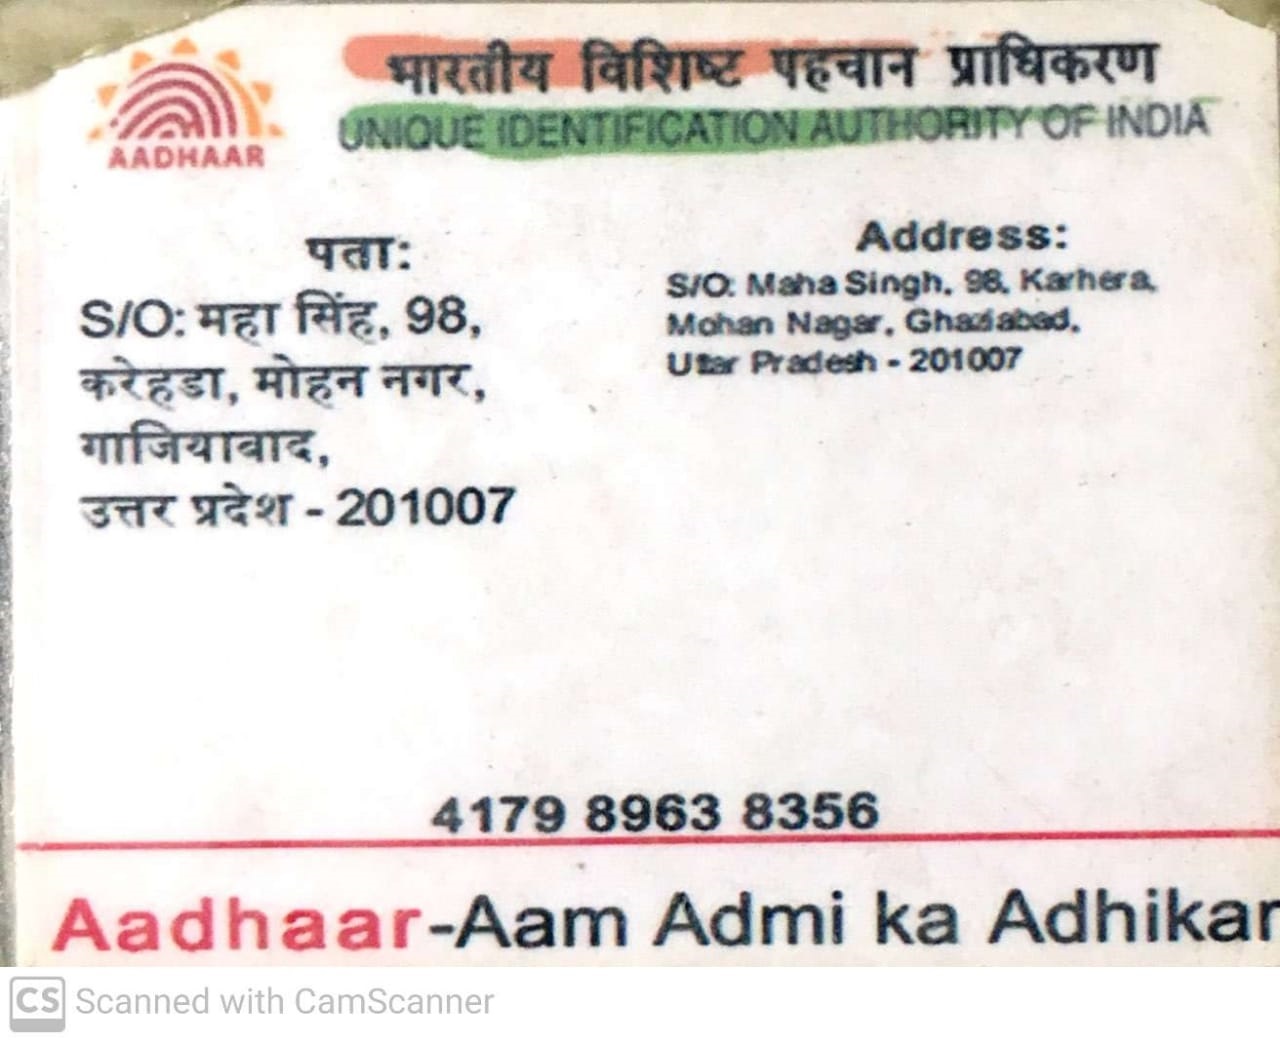 AADHAAR
भारतीय विशिष्ट पहचान प्राधिकरण
UNIQUE IDENTIFICATION AUTHORITY OF INDIA
पता:
S/O: महा सिंह, 98,
करेहडा, मोहन नगर,
गाजियाबाद,
उत्तर प्रदेश - 201007
Address:
S/O: Maha Singh, 98, Karhera,
Mohan Nagar, Ghaziabad,
Uttar Pradesh - 201007
4179 8963 8356
Aadhaar-Aam Admi ka Adhikar
CS Scanned with CamScanner